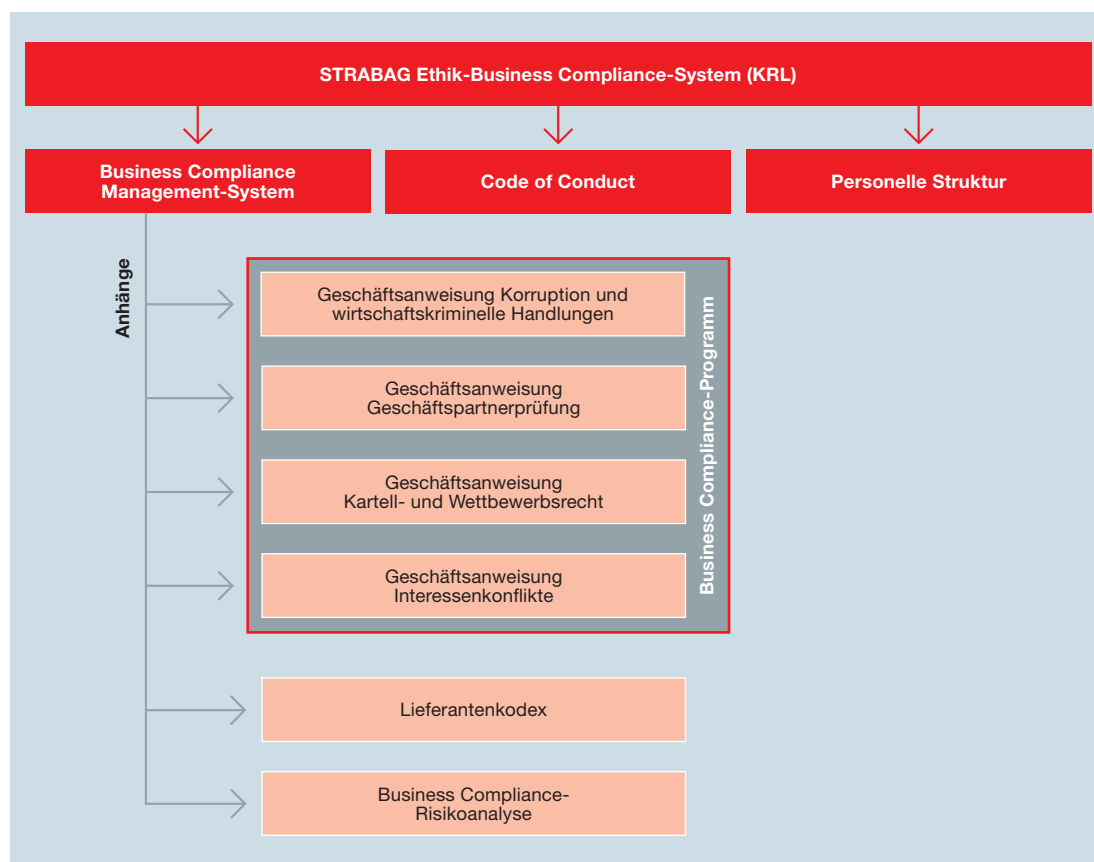 STRABAG Ethik-Business Compliance-System (KRL)
Business Compliance
Management-System
Code of Conduct
Personelle Struktur
Anhänge
Geschäftsanweisung Korruption und
wirtschaftskriminelle Handlungen
Geschäftsanweisung
Geschäftspartnerprüfung
Geschäftsanweisung
Kartell- und Wettbewerbsrecht
Geschäftsanweisung
Interessenkonflikte
Business Compliance-Programm
Lieferantenkodex
Business Compliance-
Risikoanalyse